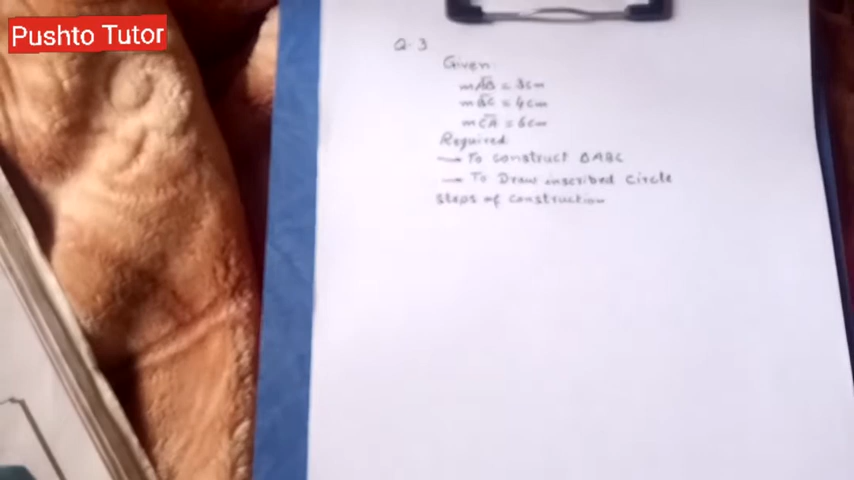 Pushto Tutor
Q.3
Given
mAB = 3cm
mBC = 4cm
mCA = 6cm
Required
→ To construct ΔABC
→ To Draw inscribed circle
steps of construction